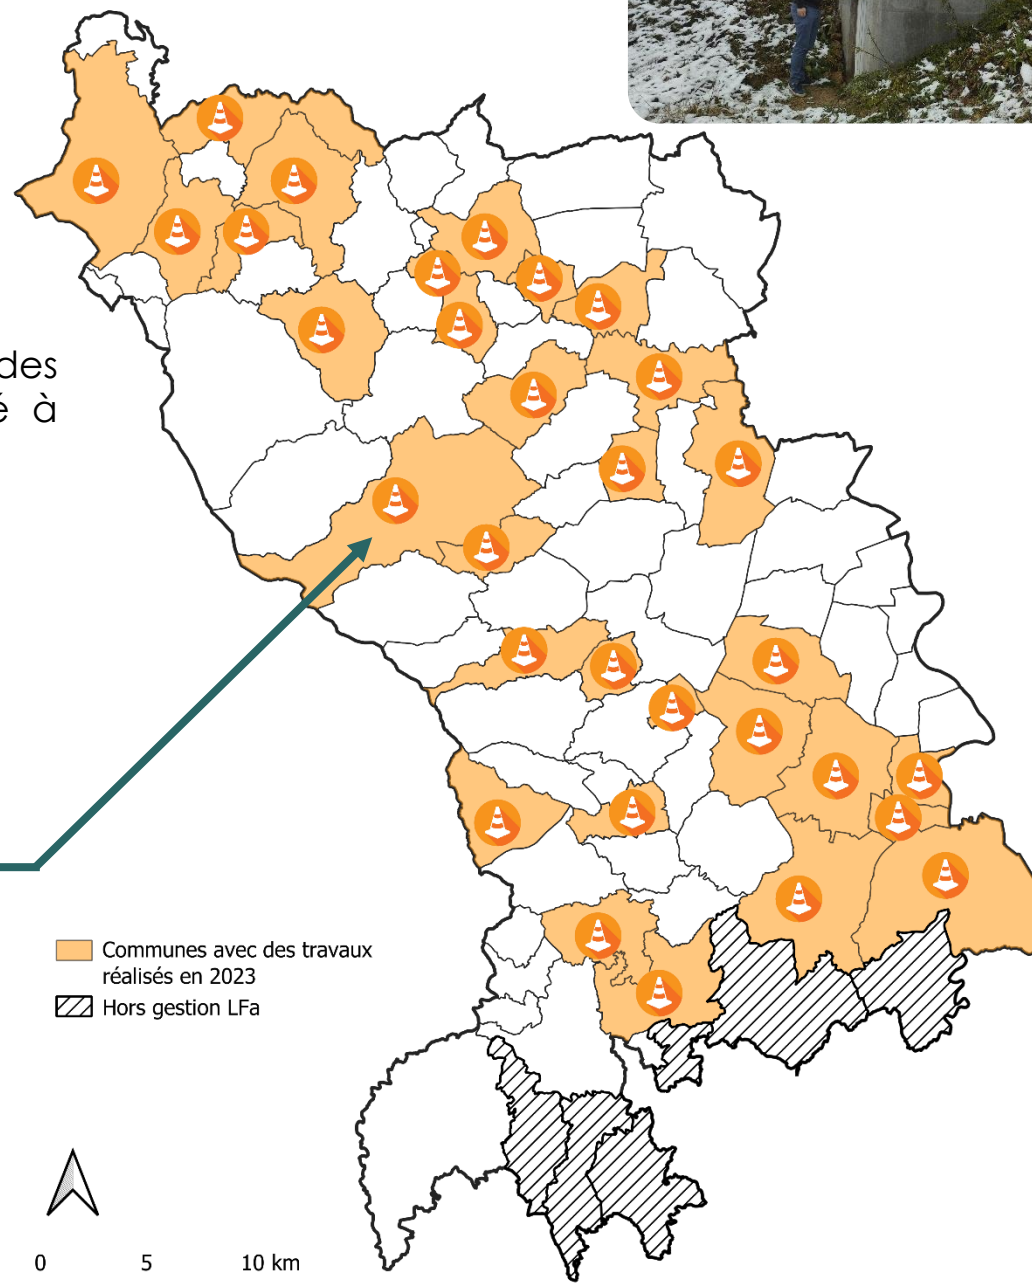 des
é à
Communes avec des travaux
réalisés en 2023
Hors gestion LFa
0 5 10 km